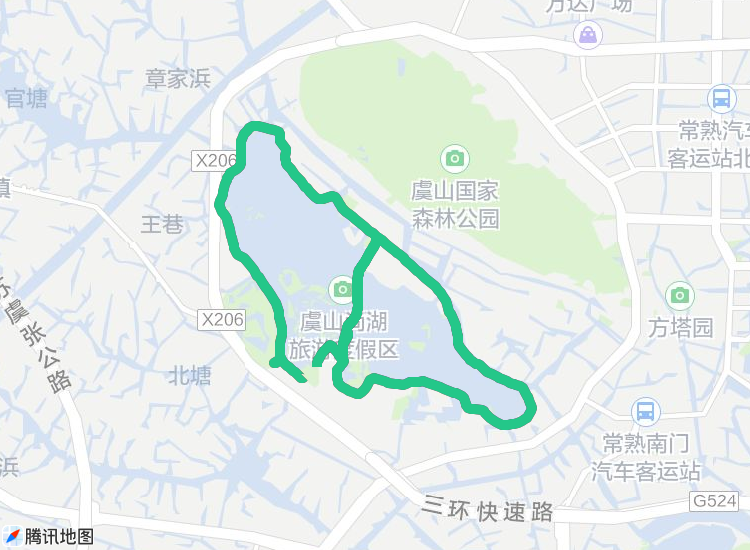 万达广场
章家浜
官塘
常熟汽车
客运站北
X206
虞山国家
森林公园
镇
王巷
方塔园
虞山尚湖
旅游度假区
X206
苏虞张公路
北塘
常熟南门
汽车客运站
浜
三环快速路
G524
腾讯地图